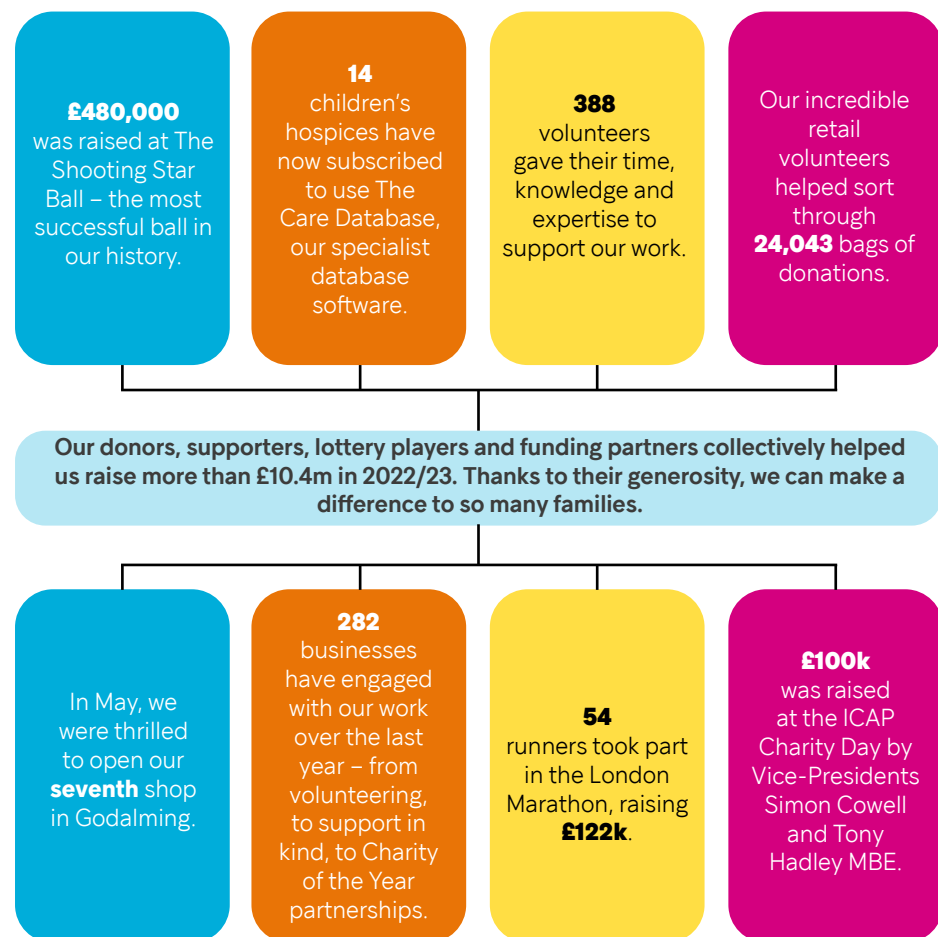 £480,000
was raised at The
Shooting Star
Ball – the most
successful ball in
our history.
14
children's
hospices have
now subscribed
to use The
Care Database,
our specialist
database
software.
388
volunteers
gave their time,
knowledge and
expertise to
support our work.
Our incredible
retail
volunteers
helped sort
through
24,043 bags of
donations.
Our donors, supporters, lottery players and funding partners collectively helped
us raise more than £10.4m in 2022/23. Thanks to their generosity, we can make a
difference to so many families.
In May, we
were thrilled
to open our
seventh shop
in Godalming.
282
businesses
have engaged
with our work
over the last
year – from
volunteering,
to support in
kind, to Charity
of the Year
partnerships.
54
runners took part
in the London
Marathon, raising
£122k.
£100k
was raised
at the ICAP
Charity Day by
Vice-Presidents
Simon Cowell
and Tony
Hadley MBE.